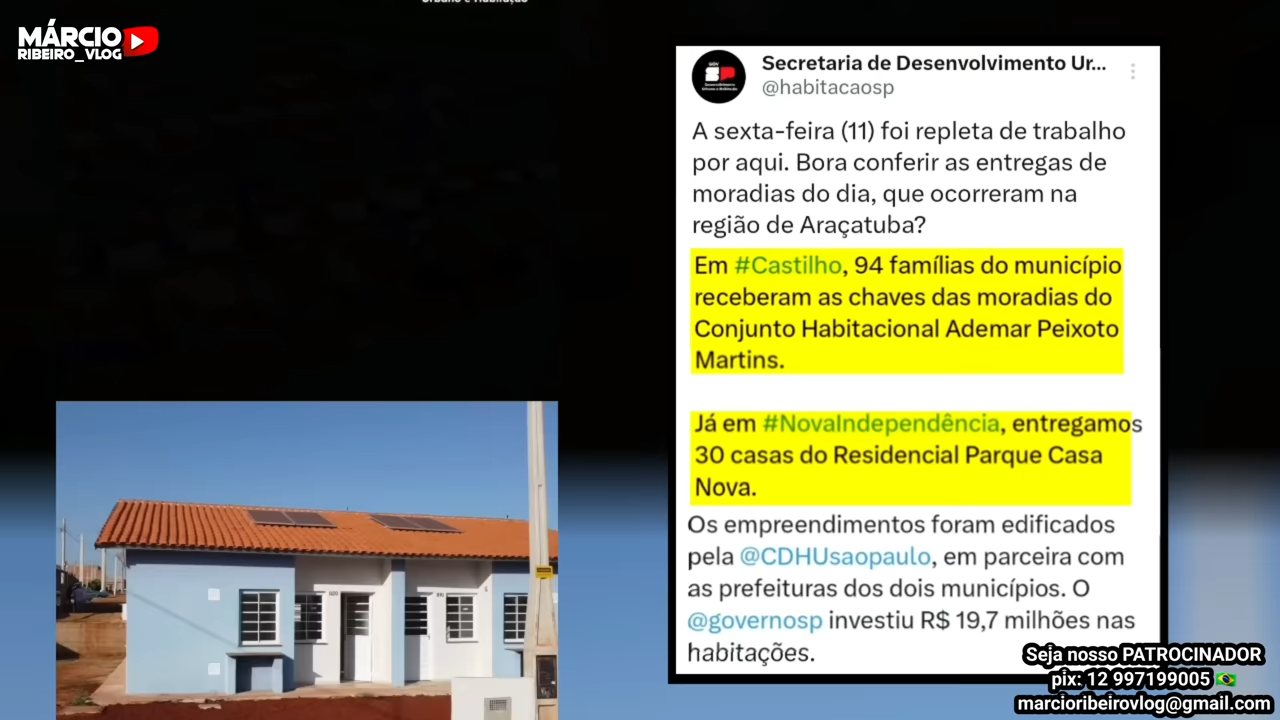 Urbano e Habitação
MÁRCIO
RIBEIRO_VLOG
Secretaria de Desenvolvimento Ur...
@habitacaosp
A sexta-feira (11) foi repleta de trabalho
por aqui. Bora conferir as entregas de
moradias do dia, que ocorreram na
região de Araçatuba?
Em #Castilho, 94 famílias do município
receberam as chaves das moradias do
Conjunto Habitacional Ademar Peixoto
Martins.
Já em #NovaIndependência, entregamos
30 casas do Residencial Parque Casa
Nova.
Os empreendimentos foram edificados
pela @CDHUsaopaulo, em parceira com
as prefeituras dos dois municípios. O
@governosp investiu R$ 19,7 milhões nas
habitações.
Seja nosso PATROCINADOR
pix: 12 997199005 🇧🇷
marcioribeirovlog@gmail.com